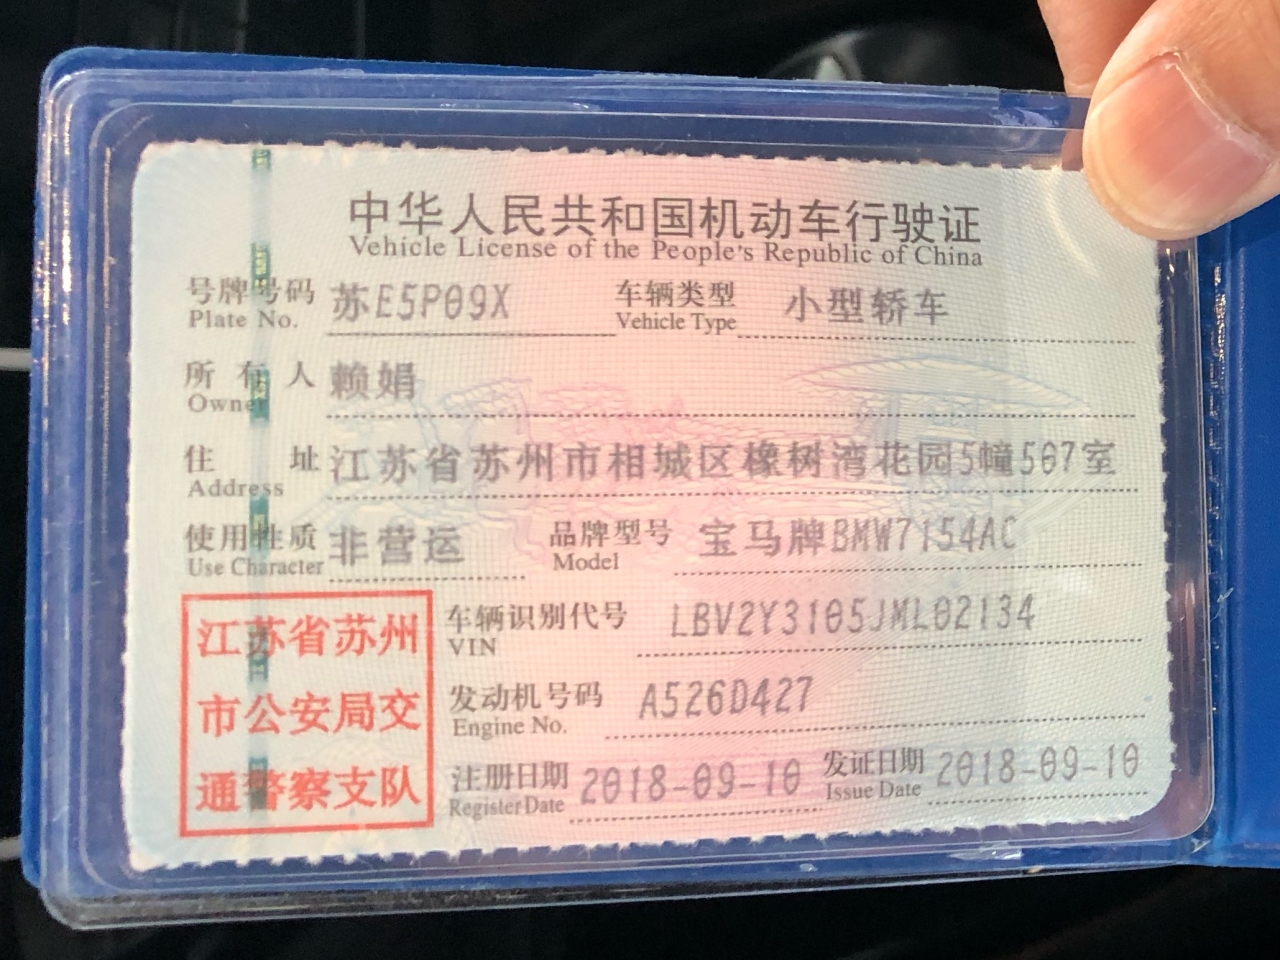 中华人民共和国机动车行驶证
Vehicle License of the People's Republic of China
号牌号码 苏E5P09X 车辆类型 小型轿车
Plate No. Vehicle Type
所有人 赖娟
Owner
住址 江苏省苏州市相城区橡树湾花园5幢507室
Address
使用性质 非营运 品牌型号 宝马牌BMW7154AC
Use Character Model
江苏省苏州
市公安局交
通警察支队
车辆识别代号 LBV2Y3105JML02134
VIN
发动机号码 A526D427
Engine No.
注册日期 2018-09-10 发证日期 2018-09-10
Register Date Issue Date